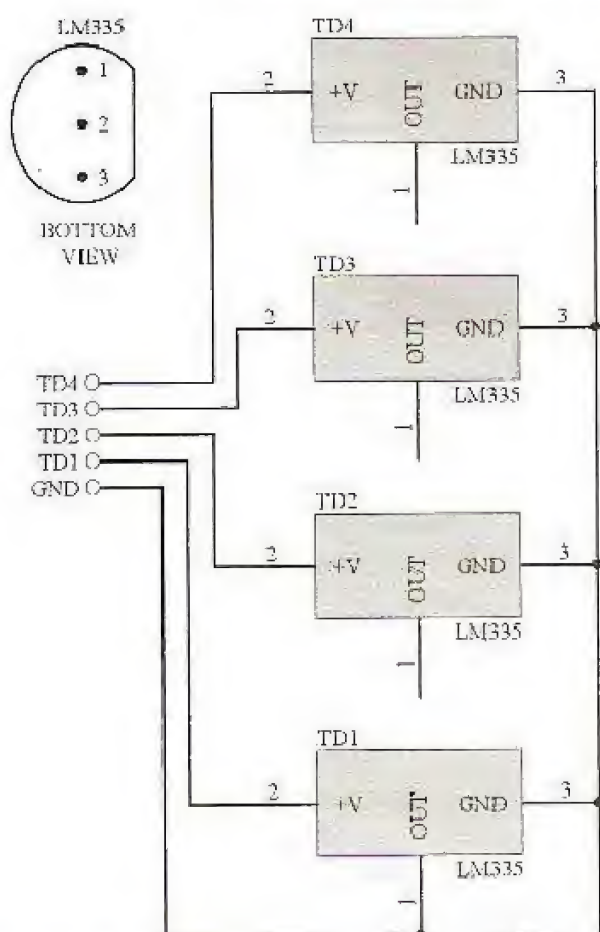 LM335
1
2
3
BOTTOM
VIEW
TD4
2
+V
OUT
GND
3
1
LM335
TD3
2
+V
OUT
GND
3
1
LM335
TD4
TD3
TD2
TD1
GND
TD2
2
+V
OUT
GND
3
1
LM335
TD1
2
+V
OUT
GND
3
1
LM335